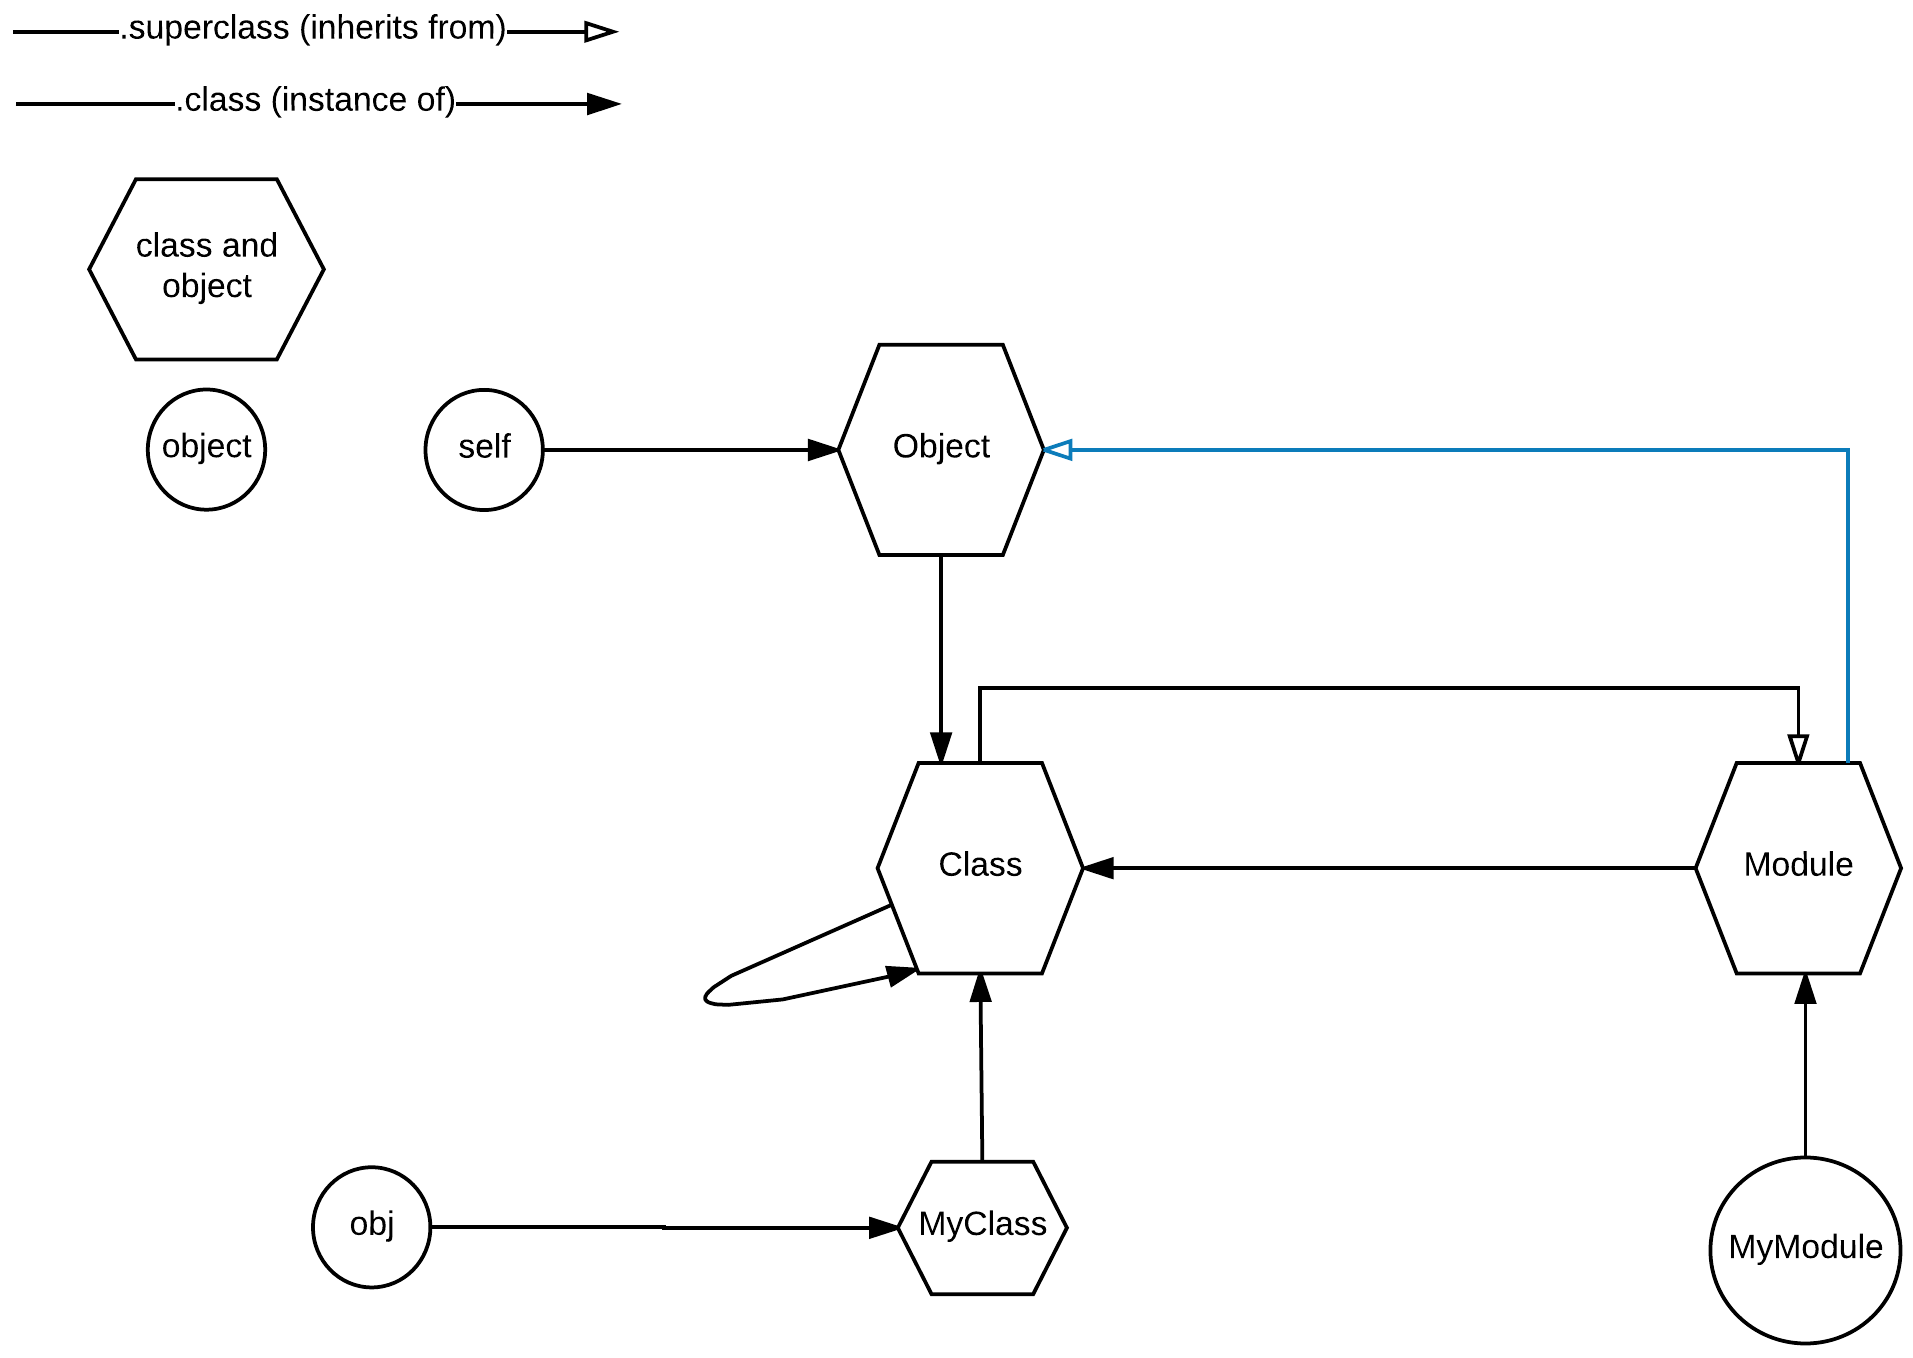 .superclass (inherits from)
.class (instance of)
class and
object
object
self
Object
Class
Module
obj
MyClass
MyModule